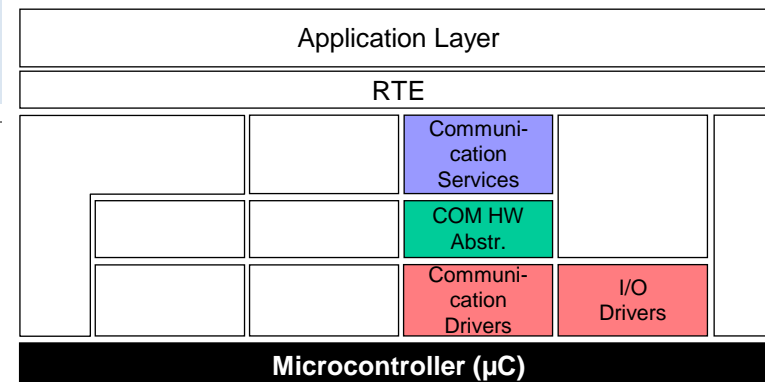 Application Layer
RTE
Communi-
cation
Services
COM HW
Abstr.
Communi-
cation
Drivers
I/O
Drivers
Microcontroller (µC)